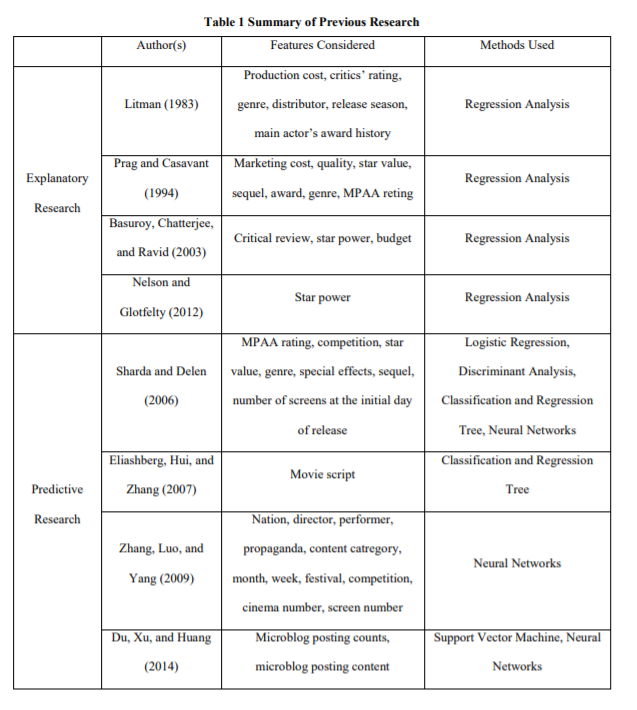 Table 1 Summary of Previous Research
Author(s)
Features Considered
Methods Used
Explanatory
Research
Litman (1983)
Production cost, critics' rating,
genre, distributor, release season,
main actor's award history
Regression Analysis
Prag and Casavant
(1994)
Marketing cost, quality, star value,
sequel, award, genre, MPAA reting
Regression Analysis
Basuroy, Chatterjee,
and Ravid (2003)
Critical review, star power, budget
Regression Analysis
Nelson and
Glotfelty (2012)
Star power
Regression Analysis
Predictive
Research
Sharda and Delen
(2006)
MPAA rating, competition, star
value, genre, special effects, sequel,
number of screens at the initial day
of release
Logistic Regression,
Discriminant Analysis,
Classification and Regression
Tree, Neural Networks
Eliashberg, Hui, and
Zhang (2007)
Movie script
Classification and Regression
Tree
Zhang, Luo, and
Yang (2009)
Nation, director, performer,
propaganda, content catregory,
month, week, festival, competition,
cinema number, screen number
Neural Networks
Du, Xu, and Huang
(2014)
Microblog posting counts,
microblog posting content
Support Vector Machine, Neural
Networks